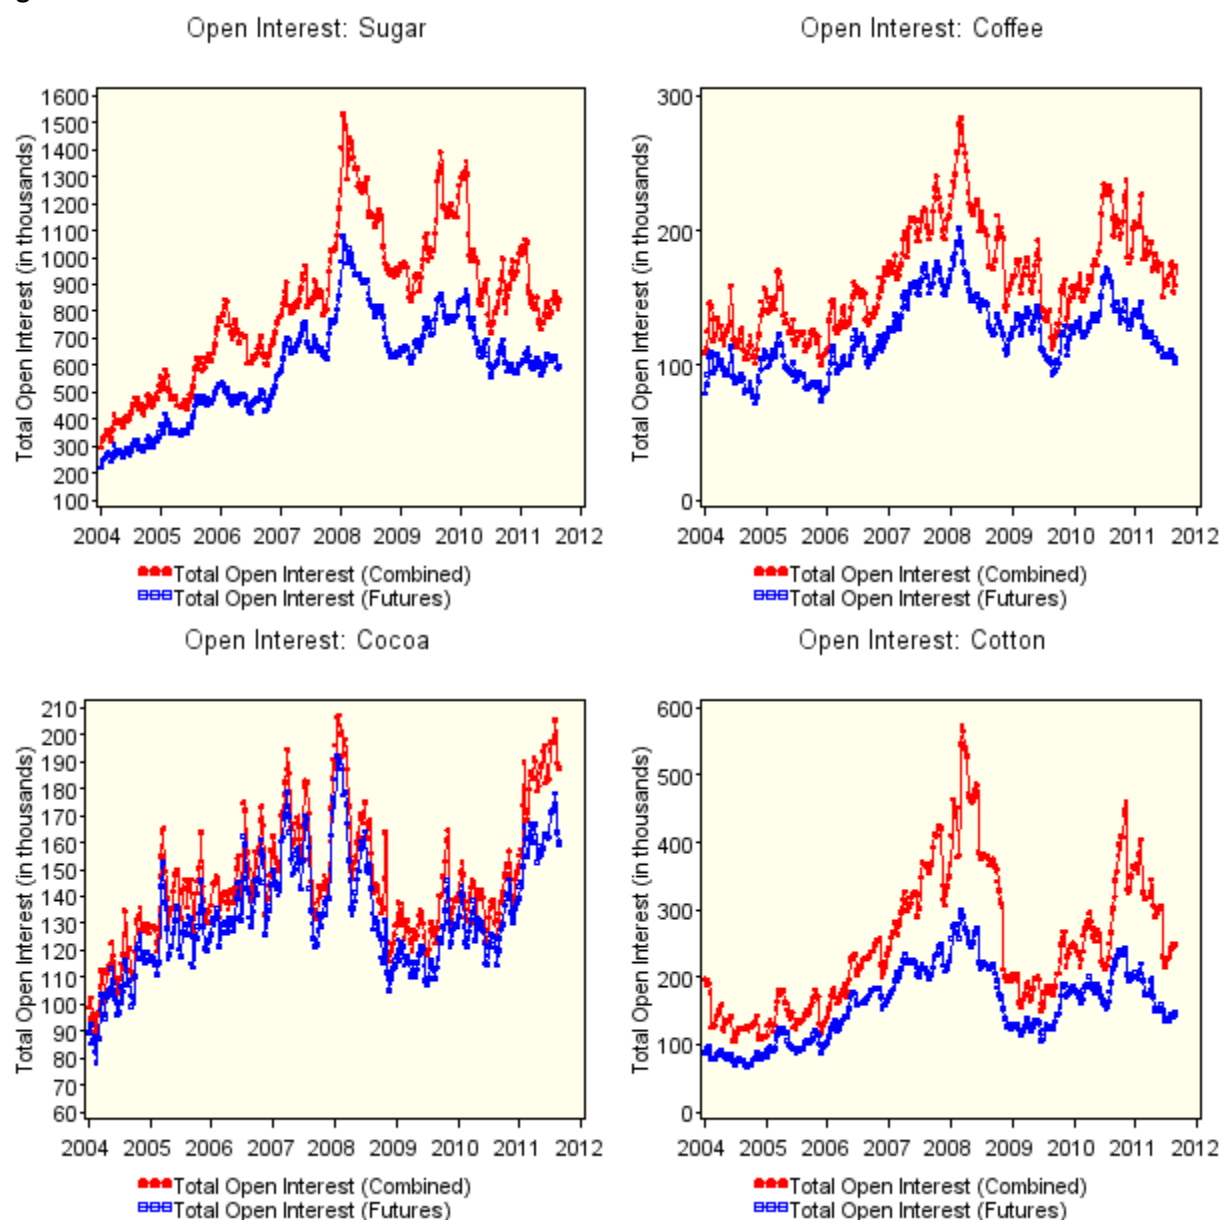 Open Interest: Sugar
Total Open Interest (in thousands)
1600
1500
1400
1300
1200
1100
1000
900
800
700
600
500
400
300
200
100
2004 2005 2006 2007 2008 2009 2010 2011 2012
Total Open Interest (Combined)
Total Open Interest (Futures)
Open Interest: Coffee
Total Open Interest (in thousands)
300
200
100
0
2004 2005 2006 2007 2008 2009 2010 2011 2012
Total Open Interest (Combined)
Total Open Interest (Futures)
Open Interest: Cocoa
Total Open Interest (in thousands)
210
200
190
180
170
160
150
140
130
120
110
100
90
80
70
60
2004 2005 2006 2007 2008 2009 2010 2011 2012
Total Open Interest (Combined)
Total Open Interest (Futures)
Open Interest: Cotton
Total Open Interest (in thousands)
600
500
400
300
200
100
0
2004 2005 2006 2007 2008 2009 2010 2011 2012
Total Open Interest (Combined)
Total Open Interest (Futures)